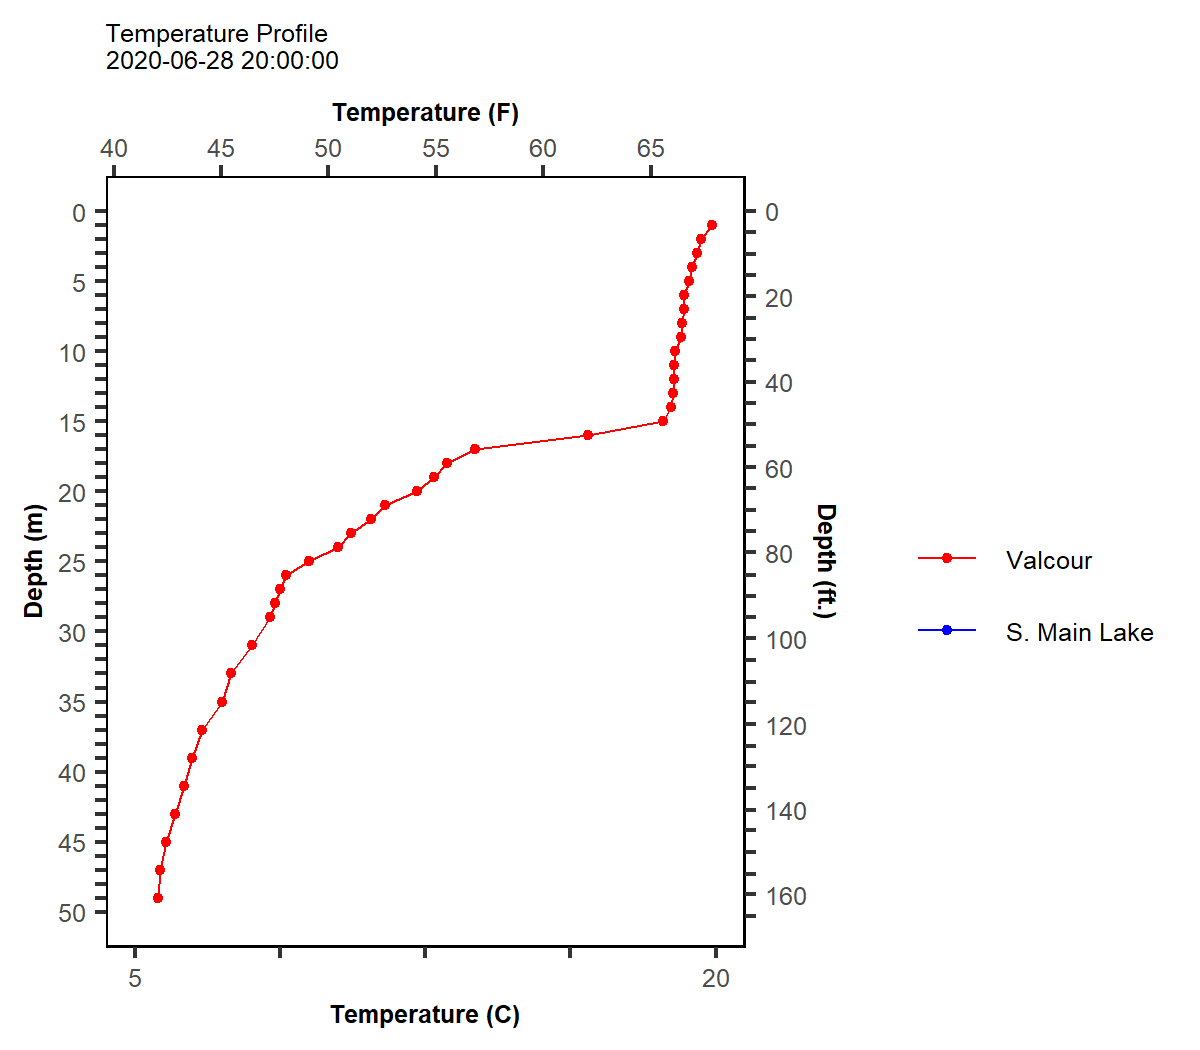 Temperature Profile
2020-06-28 20:00:00
Temperature (F)
40 45 50 55 60 65
0
5
10
15
20
25
30
35
40
45
50
Depth (m)
0
20
40
60
80
100
120
140
160
Depth (ft.)
5 20
Temperature (C)
Valcour
S. Main Lake